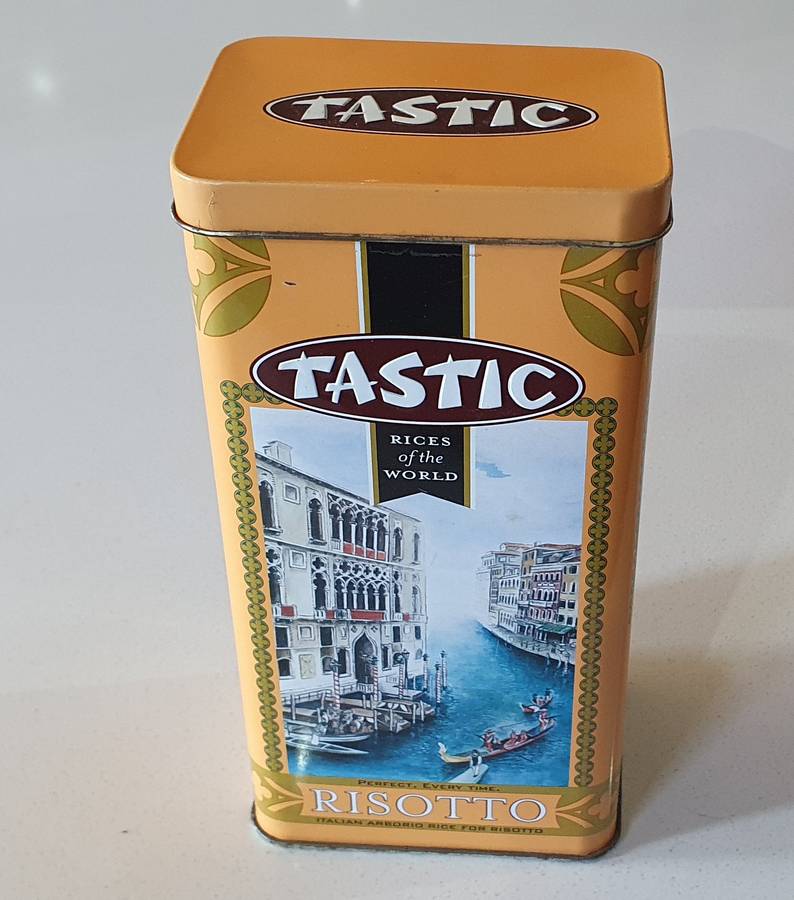 TASTIC
TASTIC
RICES
of the
WORLD
PERFECT. EVERY TIME.
RISOTTO
ITALIAN ARBORIO RICE FOR RISOTTO